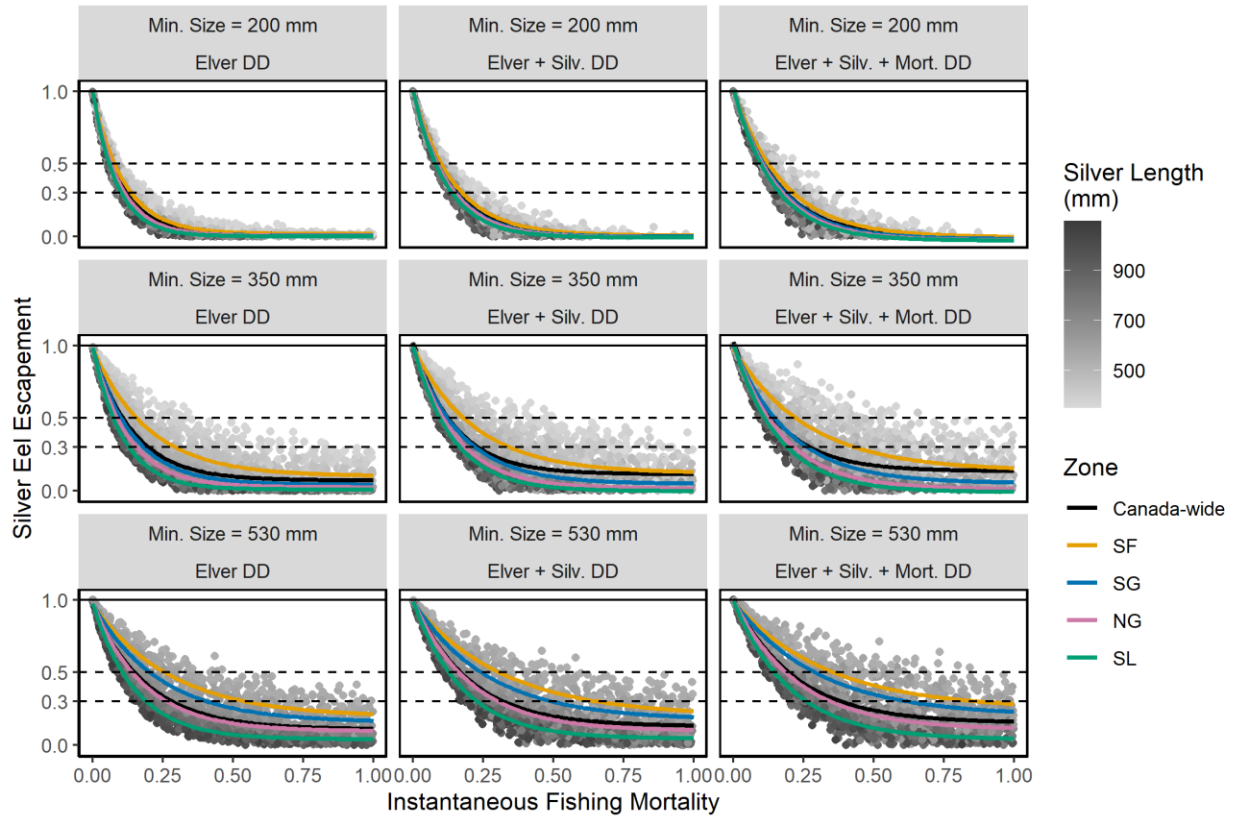 Min. Size = 200 mm
Elver DD
Min. Size = 200 mm
Elver + Silv. DD
Min. Size = 200 mm
Elver + Silv. + Mort. DD
1.0
0.5
0.3
0.0
Min. Size = 350 mm
Elver DD
Min. Size = 350 mm
Elver + Silv. DD
Min. Size = 350 mm
Elver + Silv. + Mort. DD
1.0
0.5
0.3
0.0
Min. Size = 530 mm
Elver DD
Min. Size = 530 mm
Elver + Silv. DD
Min. Size = 530 mm
Elver + Silv. + Mort. DD
1.0
0.5
0.3
0.0
0.00 0.25 0.50 0.75 1.00
0.00 0.25 0.50 0.75 1.00
0.00 0.25 0.50 0.75 1.00
Silver Eel Escapement
Instantaneous Fishing Mortality
Silver Length
(mm)
900
700
500
Zone
Canada-wide
SF
SG
NG
SL